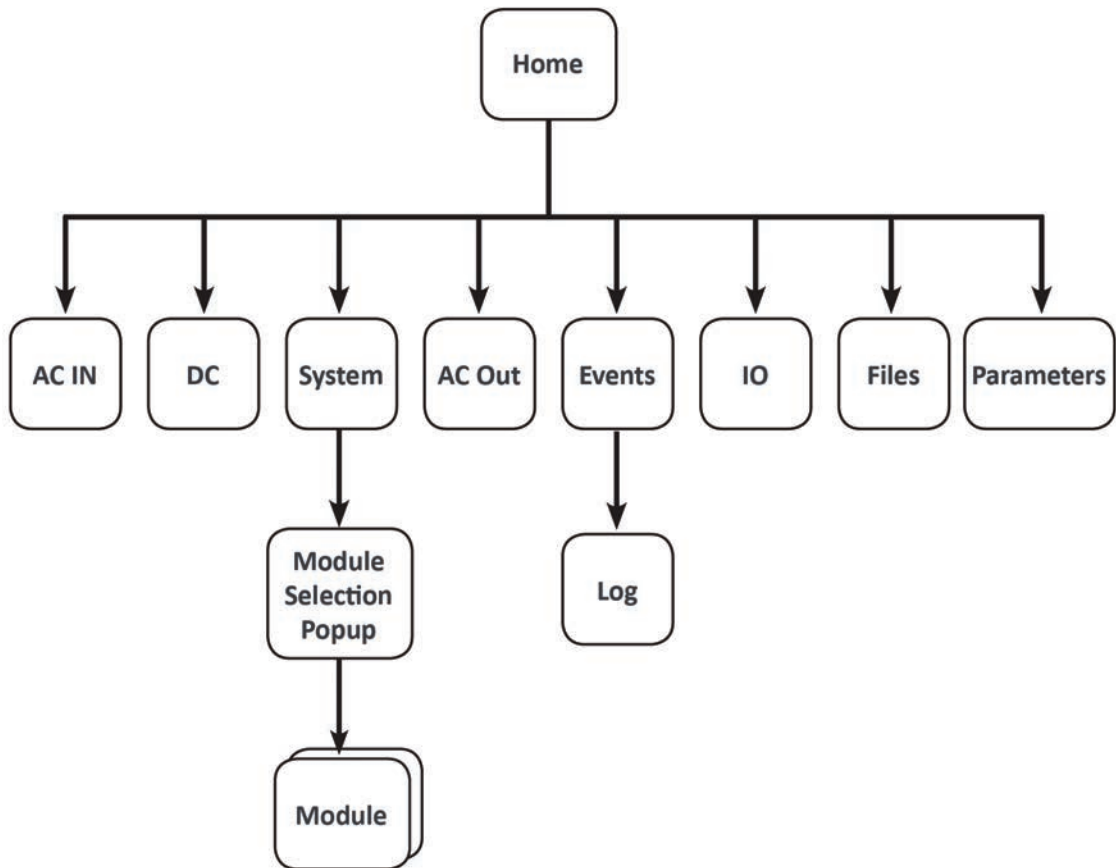 Home
AC IN
DC
System
AC Out
Events
IO
Files
Parameters
Module
Selection
Popup
Log
Module